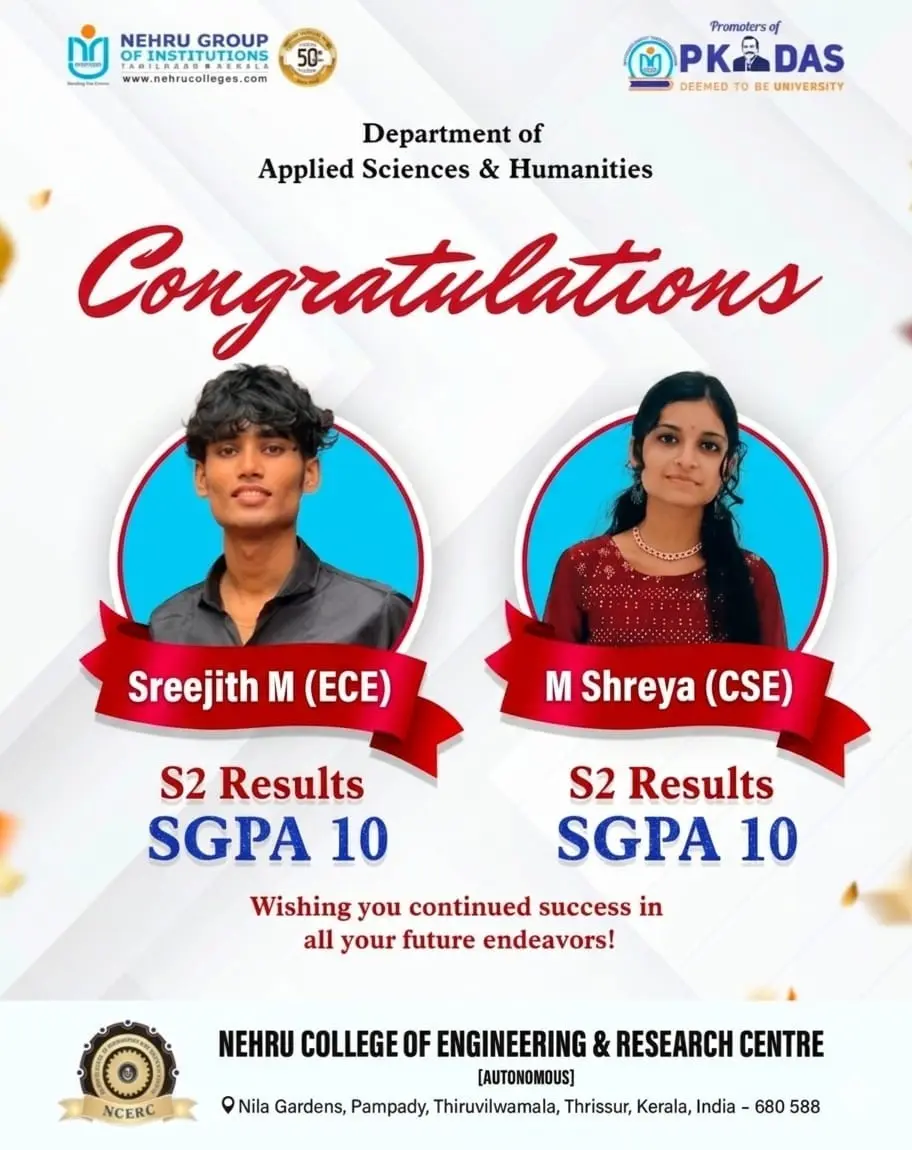 NEHRU GROUP
OF INSTITUTIONS
TAMILNADU KERALA
www.nehrucolleges.com
50
Promoters of
PK DAS
DEEMED TO BE UNIVERSITY
Department of
Applied Sciences & Humanities
Congratulations
Sreejith M (ECE)
M Shreya (CSE)
S2 Results
SGPA 10
S2 Results
SGPA 10
Wishing you continued success in
all your future endeavors!
NCERC
NEHRU COLLEGE OF ENGINEERING & RESEARCH CENTRE
[AUTONOMOUS]
Nila Gardens, Pampady, Thiruvilwamala, Thrissur, Kerala, India - 680 588